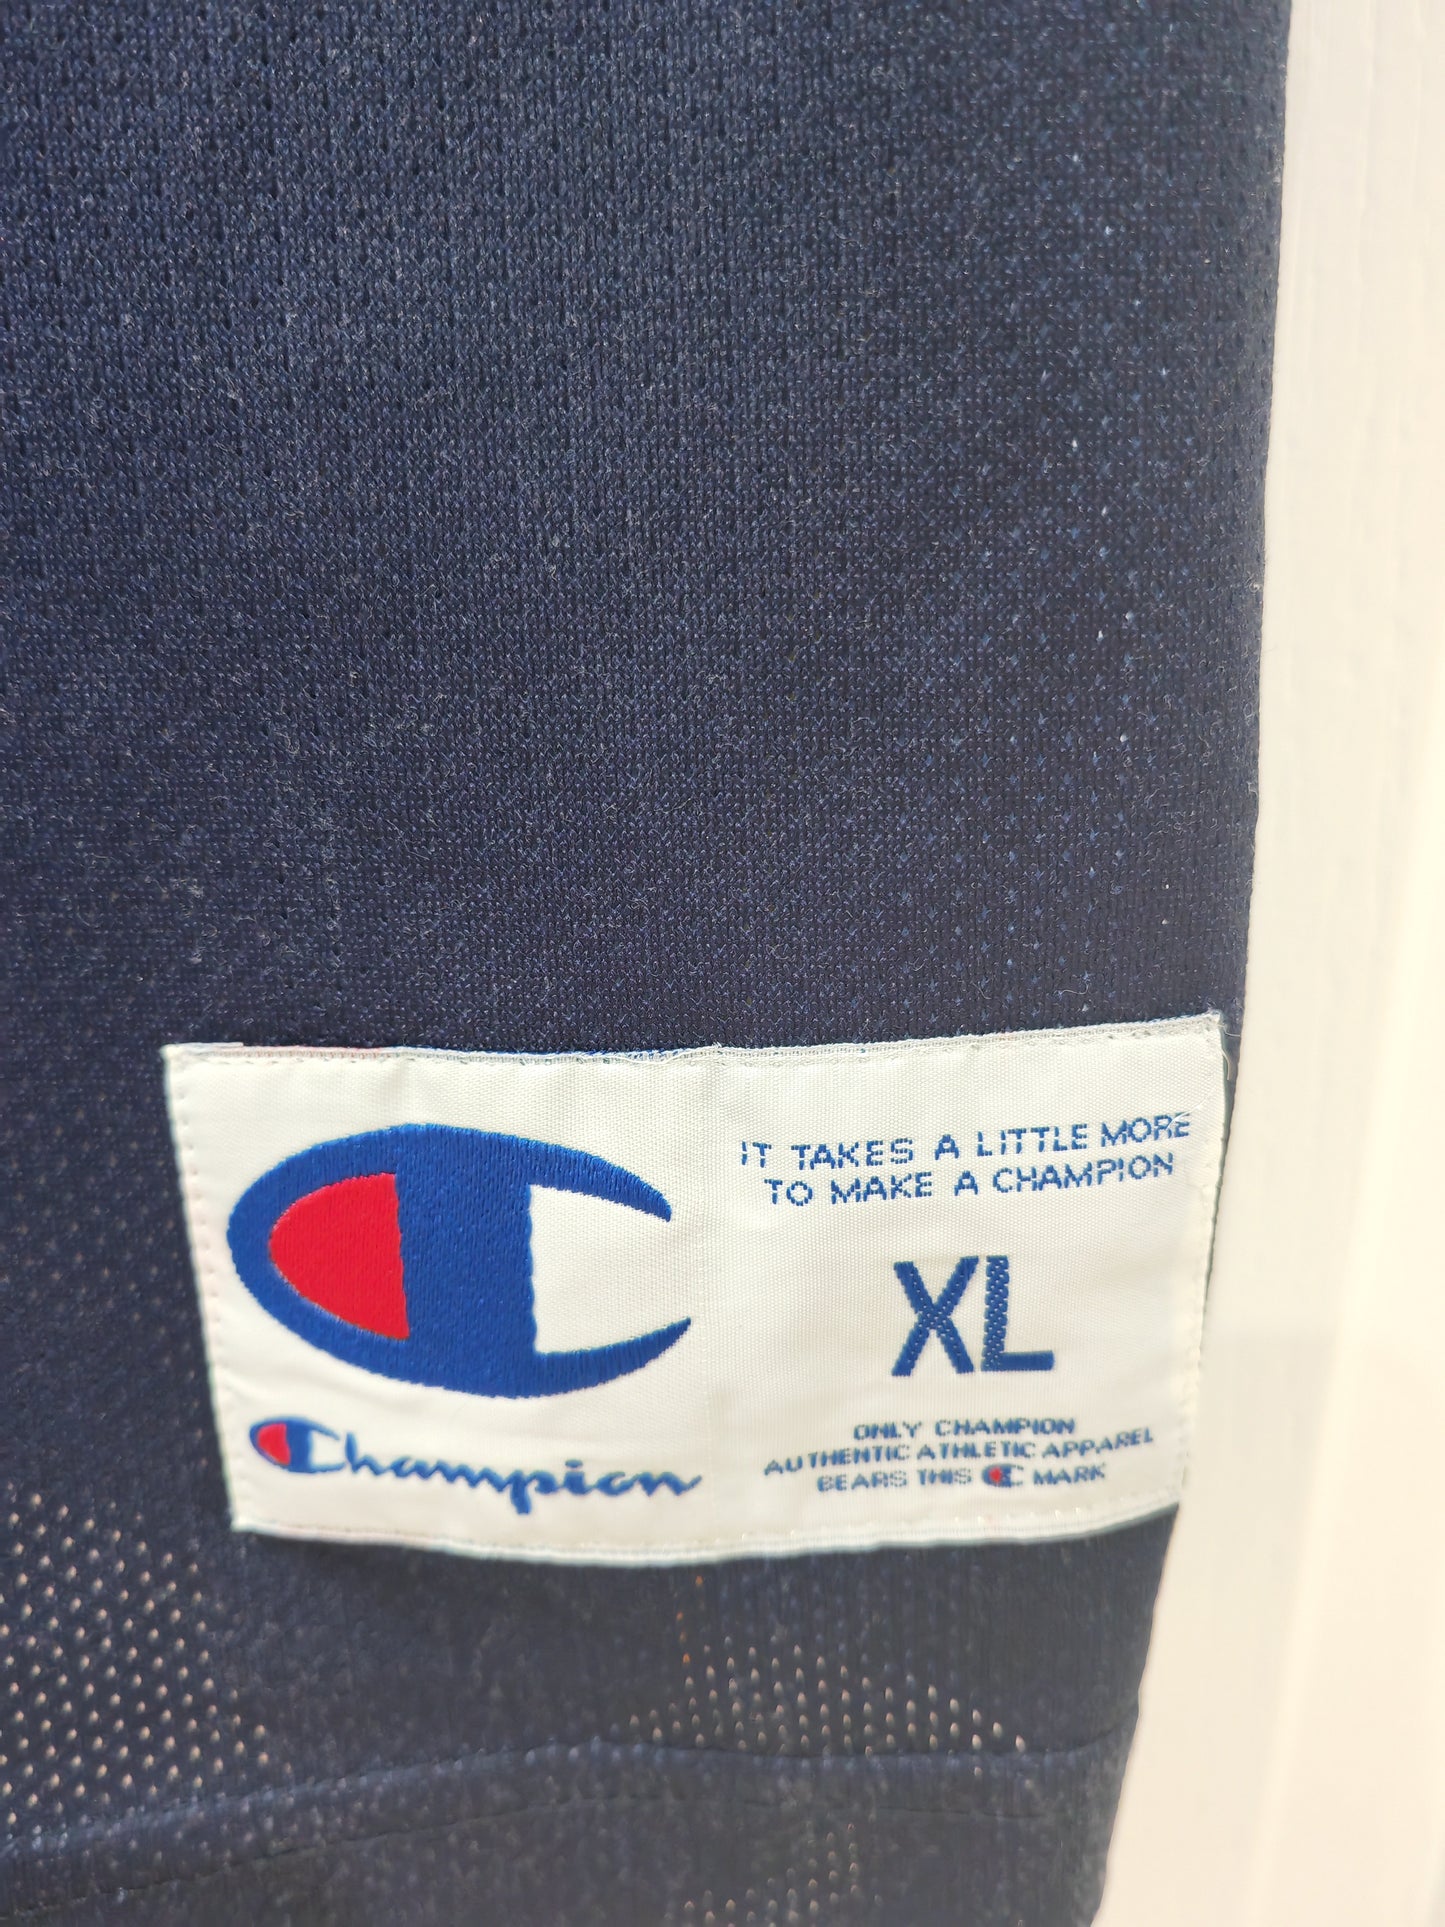 Champion
IT TAKES A LITTLE MORE
TO MAKE A CHAMPION
XL
ONLY CHAMPION
AUTHENTIC ATHLETIC APPAREL
BEARS THIS C MARK